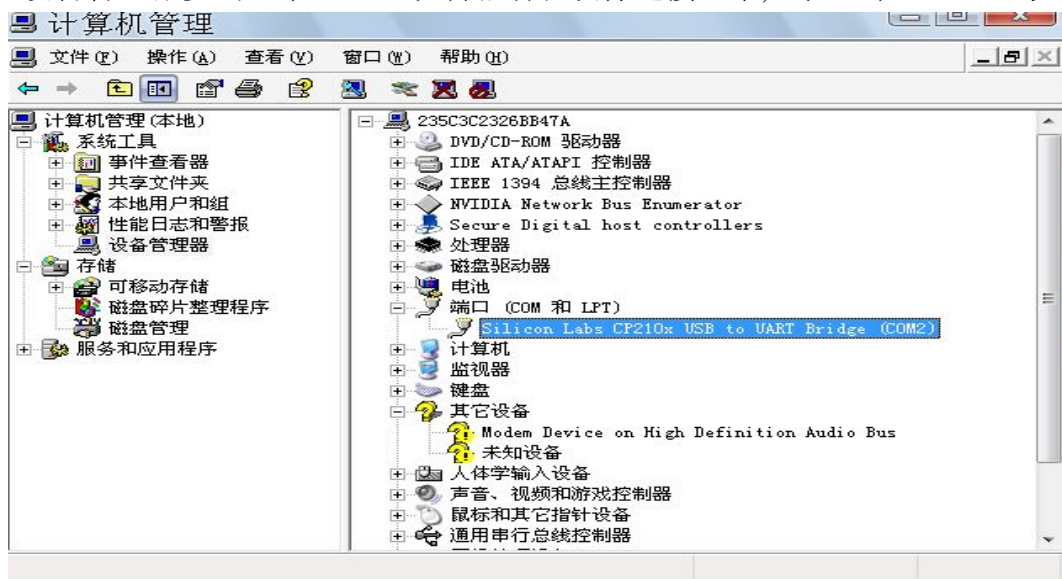 计算机管理
文件(F) 操作(A) 查看(V) 窗口(W) 帮助(H)
计算机管理(本地)
系统工具
事件查看器
共享文件夹
本地用户和组
性能日志和警报
设备管理器
存储
可移动存储
磁盘碎片整理程序
磁盘管理
服务和应用程序
235C3C2326BB47A
DVD/CD-ROM 驱动器
IDE ATA/ATAPI 控制器
IEEE 1394 总线主控制器
NVIDIA Network Bus Enumerator
Secure Digital host controllers
处理器
磁盘驱动器
电池
端口 (COM 和 LPT)
Silicon Labs CP210x USB to UART Bridge (COM2)
计算机
监视器
键盘
其它设备
Modem Device on High Definition Audio Bus
未知设备
人体学输入设备
声音、视频和游戏控制器
鼠标和其它指针设备
通用串行总线控制器